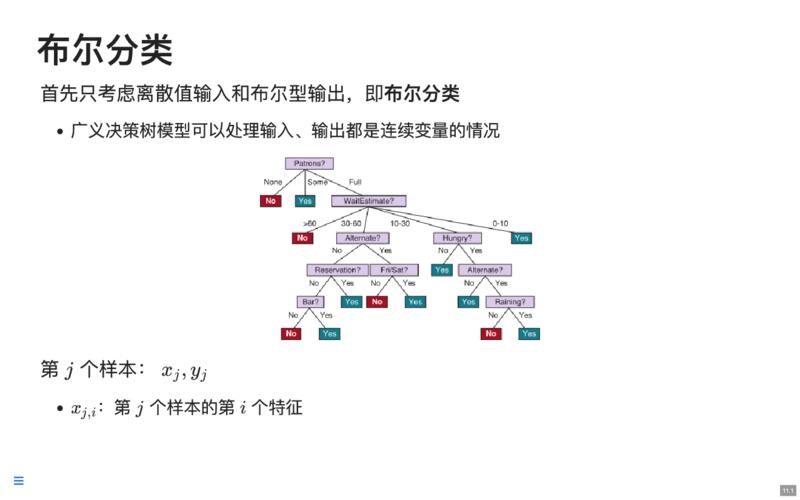 布尔分类
首先只考虑离散值输入和布尔型输出，即布尔分类
• 广义决策树模型可以处理输入、输出都是连续变量的情况
Patrons?
None Some Full
No Yes WaitEstimate?
>60 30-60 10-30 0-10
No Alternate? Hungry? Yes
No Yes No Yes
Reservation? Fri/Sat? Yes Alternate?
No Yes No Yes No Yes
Bar? Yes No Yes Yes Raining?
No Yes No Yes
No Yes No Yes
第 j 个样本： x_j, y_j
• x_{j,i}：第 j 个样本的第 i 个特征
11.1